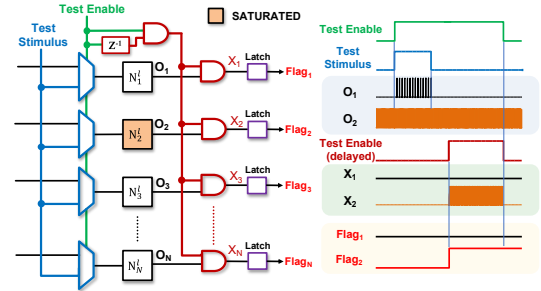 Test Enable
SATURATED
Test
Stimulus
Z-1
O1
X1
Latch
N1l
Flag1
O2
X2
Latch
N2l
Flag2
O3
X3
Latch
N3l
Flag3
ON
XN
Latch
NNl
FlagN
Test Enable
Test
Stimulus
O1
O2
Test Enable
(delayed)
X1
X2
Flag1
Flag2